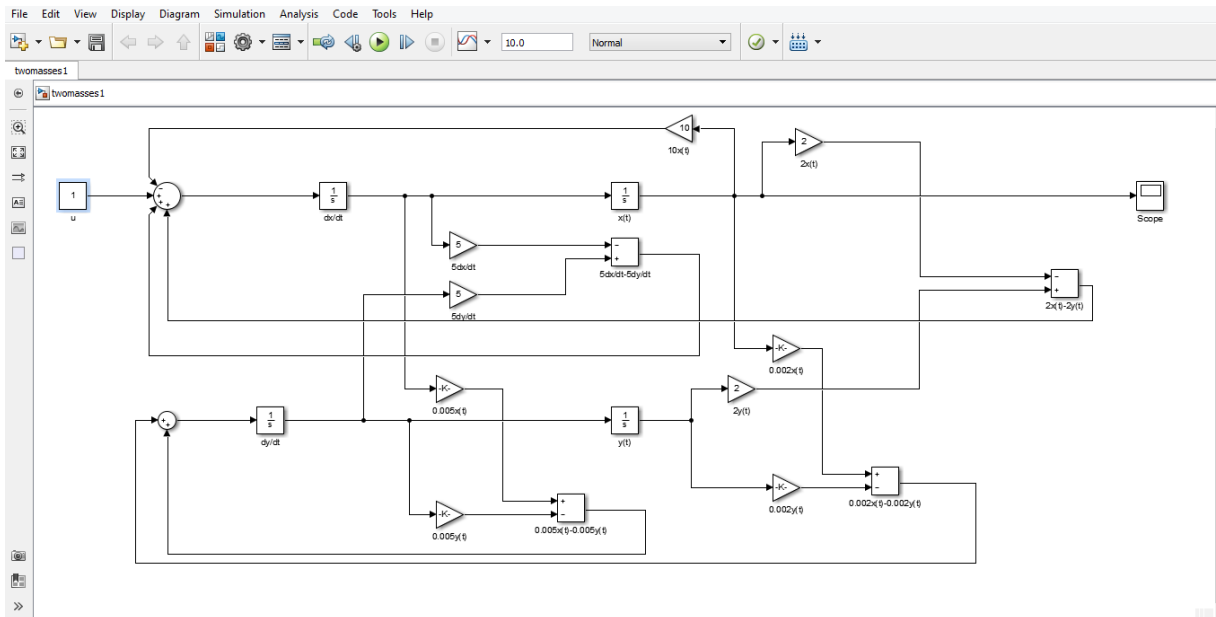 File Edit View Display Diagram Simulation Analysis Code Tools Help
10.0 Normal
twomasses1
twomasses1
10
10x(t)
2
2x(t)
1
u
1
s
dx/dt
1
s
x(t)
Scope
5
5dx/dt
5dx/dt-5dy/dt
5
5dy/dt
2x(t)-2y(t)
-K-
0.002x(t)
-K-
0.005x(t)
2
2y(t)
1
s
dy/dt
1
s
y(t)
-K-
0.002y(t)
0.002x(t)-0.002y(t)
-K-
0.005y(t)
0.005x(t)-0.005y(t)